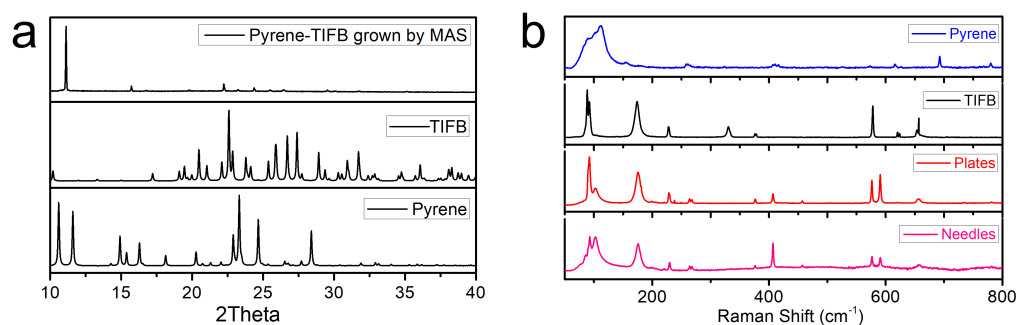 a
Pyrene-TIFB grown by MAS
TIFB
Pyrene
10 15 20 25 30 35 40
2Theta
b
Pyrene
TIFB
Plates
Needles
200 400 600 800
Raman Shift (cm⁻¹)